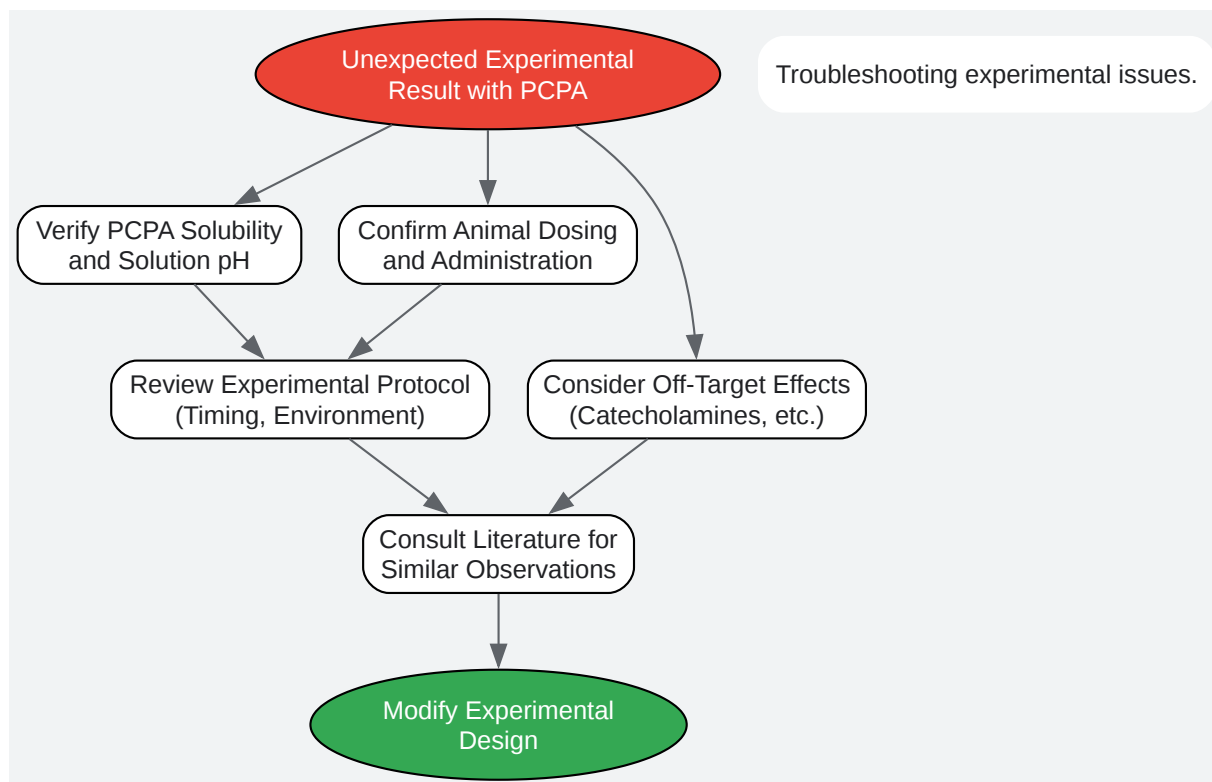 Unexpected Experimental
Result with PCPA
Troubleshooting experimental issues.
Verify PCPA Solubility
and Solution pH
Confirm Animal Dosing
and Administration
Review Experimental Protocol
(Timing, Environment)
Consider Off-Target Effects
(Catecholamines, etc.)
Consult Literature for
Similar Observations
Modify Experimental
Design